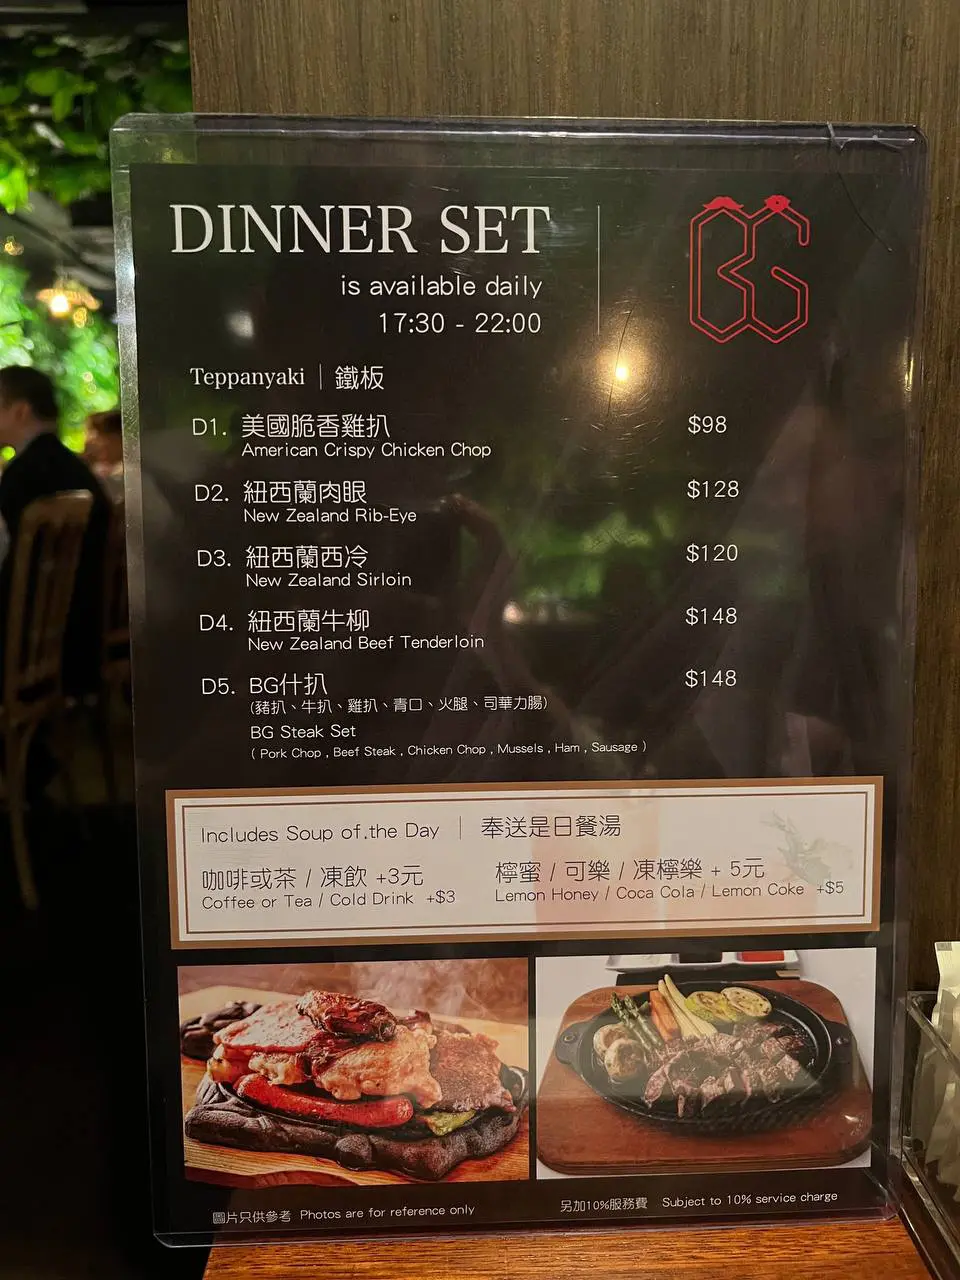 DINNER SET
is available daily
17:30 - 22:00
BG
Teppanyaki | 鐵板
D1. 美國脆香雞扒 $98
American Crispy Chicken Chop
D2. 紐西蘭肉眼 $128
New Zealand Rib-Eye
D3. 紐西蘭西冷 $120
New Zealand Sirloin
D4. 紐西蘭牛柳 $148
New Zealand Beef Tenderloin
D5. BG什扒 $148
(豬扒、牛扒、雞扒、青口、火腿、司華力腸)
BG Steak Set
( Pork Chop , Beef Steak , Chicken Chop , Mussels , Ham , Sausage )
Includes Soup of.the Day | 奉送是日餐湯
咖啡或茶 / 凍飲 +3元
Coffee or Tea / Cold Drink +$3
檸蜜 / 可樂 / 凍檸樂 + 5元
Lemon Honey / Coca Cola / Lemon Coke +$5
圖片只供參考 Photos are for reference only
另加10%服務費 Subject to 10% service charge